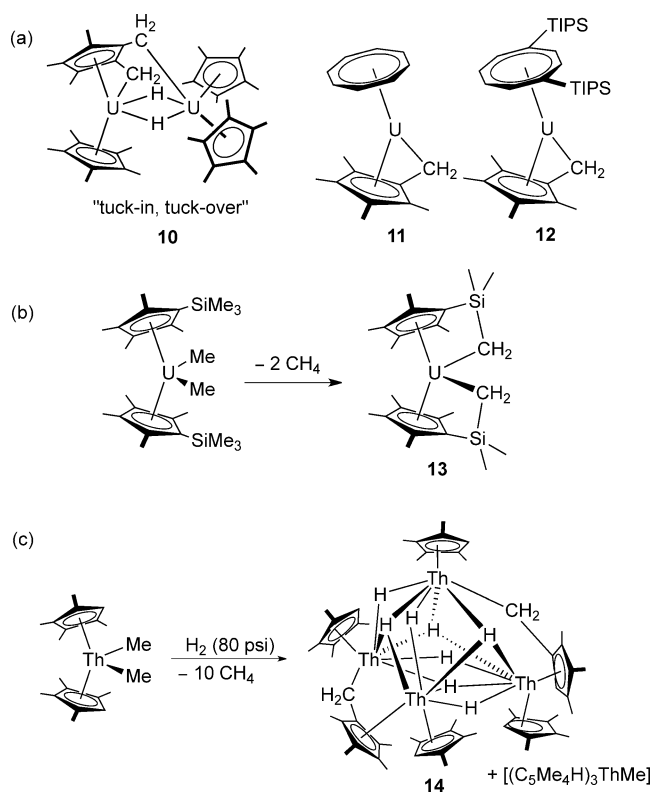 (a)
H2
C
CH2
H
U
U
H
"tuck-in, tuck-over"
10
U
CH2
11
TIPS
TIPS
U
CH2
12
(b)
SiMe3
Me
U
Me
SiMe3
– 2 CH4
Si
CH2
U
CH2
Si
13
(c)
Me
Th
Me
H2 (80 psi)
– 10 CH4
Th
H
CH2
H
H
H
H
H
Th
H
H2C
H
Th
Th
H
14
+ [(C5Me4H)3ThMe]